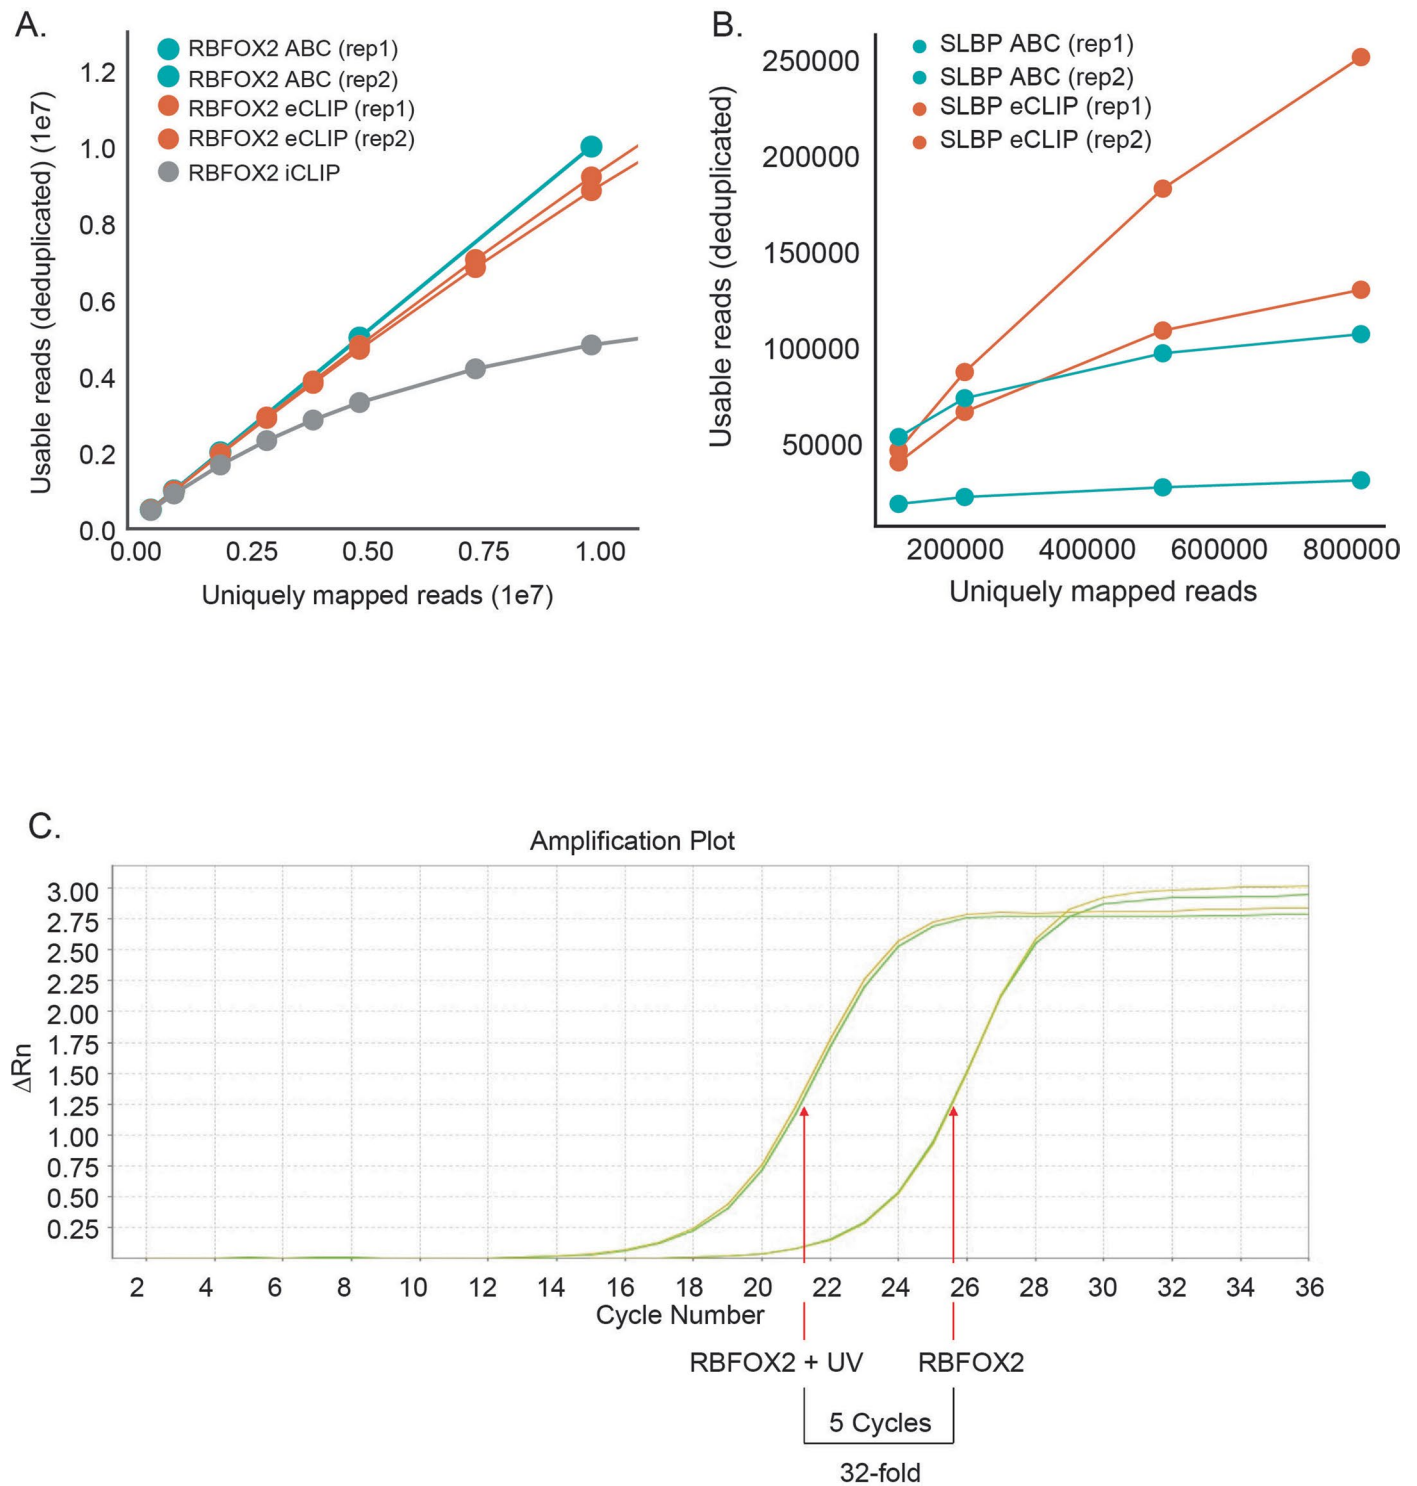 A.
RBFOX2 ABC (rep1)
RBFOX2 ABC (rep2)
RBFOX2 eCLIP (rep1)
RBFOX2 eCLIP (rep2)
RBFOX2 iCLIP
Usable reads (deduplicated) (1e7)
1.2
1.0
0.8
0.6
0.4
0.2
0.0
0.00 0.25 0.50 0.75 1.00
Uniquely mapped reads (1e7)
B.
SLBP ABC (rep1)
SLBP ABC (rep2)
SLBP eCLIP (rep1)
SLBP eCLIP (rep2)
Usable reads (deduplicated)
250000
200000
150000
100000
50000
200000 400000 600000 800000
Uniquely mapped reads
C.
Amplification Plot
ΔRn
3.00
2.75
2.50
2.25
2.00
1.75
1.50
1.25
1.00
0.75
0.50
0.25
2 4 6 8 10 12 14 16 18 20 22 24 26 28 30 32 34 36
Cycle Number
RBFOX2 + UV RBFOX2
5 Cycles
32-fold